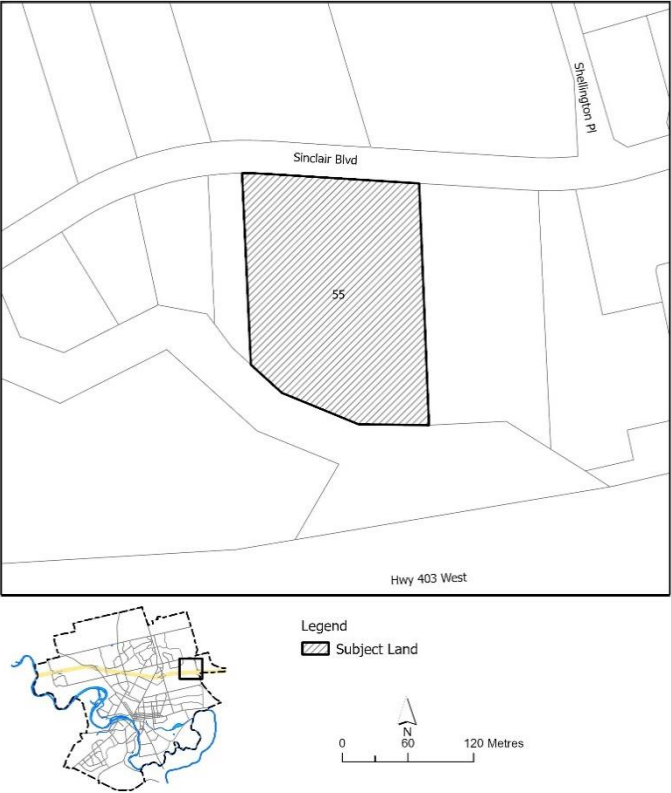 Shellington Pl
Sinclair Blvd
55
Hwy 403 West
Legend
Subject Land
N
0 60 120 Metres